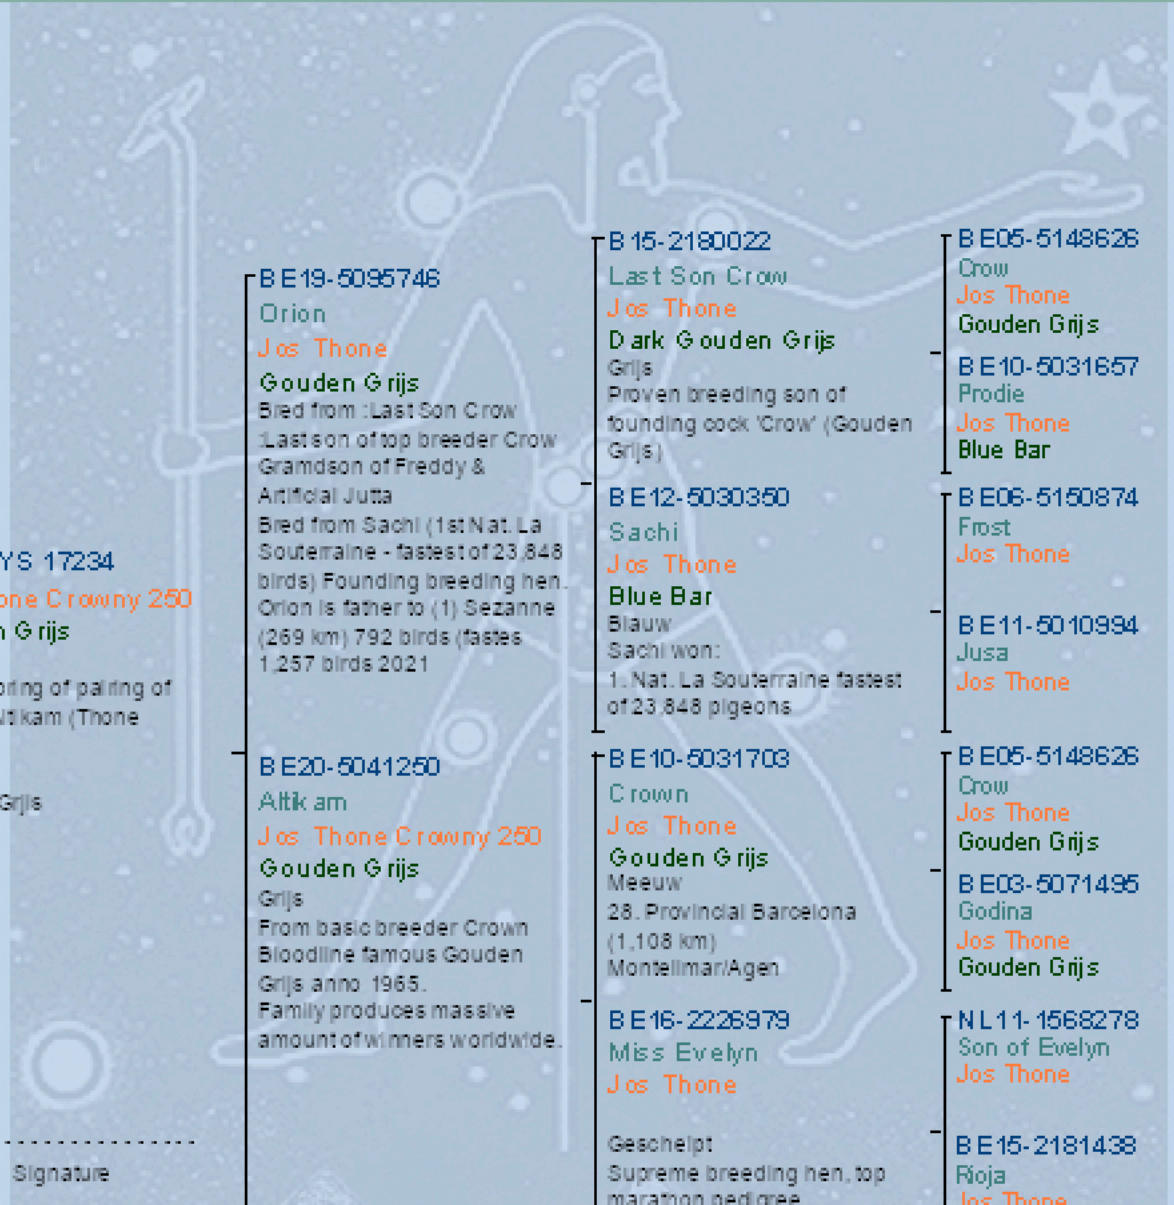 YS 17234
one Crowny 250
n Grijs
oring of pairing of
Altikam (Thone
Grijs
Signature
BE19-5095746
Orion
Jos Thone
Gouden Grijs
Bred from :Last Son Crow
:Last son of top breeder Crow
Gramdson of Freddy &
Artificial Jutta
Bred from Sachi (1st Nat. La
Souterraine - fastest of 23,848
birds) Founding breeding hen.
Orion is father to (1) Sezanne
(269 km) 792 birds (fastes
1,257 birds 2021
BE20-5041250
Altikam
Jos Thone Crowny 250
Gouden Grijs
Grijs
From basic breeder Crown
Bloodline famous Gouden
Grijs anno 1965.
Family produces massive
amount of winners worldwide.
B15-2180022
Last Son Crow
Jos Thone
Dark Gouden Grijs
Grijs
Proven breeding son of
founding cock 'Crow' (Gouden
Grijs)
BE12-5030350
Sachi
Jos Thone
Blue Bar
Blauw
Sachi won:
1. Nat. La Souterraine fastest
of 23,848 pigeons
BE10-5031703
Crown
Jos Thone
Gouden Grijs
Meeuw
28. Provincial Barcelona
(1,108 km)
Montelimar/Agen
BE16-2226979
Miss Evelyn
Jos Thone
Geschelpt
Supreme breeding hen, top
marathon pedigree
BE05-5148626
Crow
Jos Thone
Gouden Grijs
BE10-5031657
Prodie
Jos Thone
Blue Bar
BE06-5150874
Frost
Jos Thone
BE11-5010994
Jusa
Jos Thone
BE05-5148626
Crow
Jos Thone
Gouden Grijs
BE03-5071495
Godina
Jos Thone
Gouden Grijs
NL11-1568278
Son of Evelyn
Jos Thone
BE15-2181438
Rioja
Jos Thone